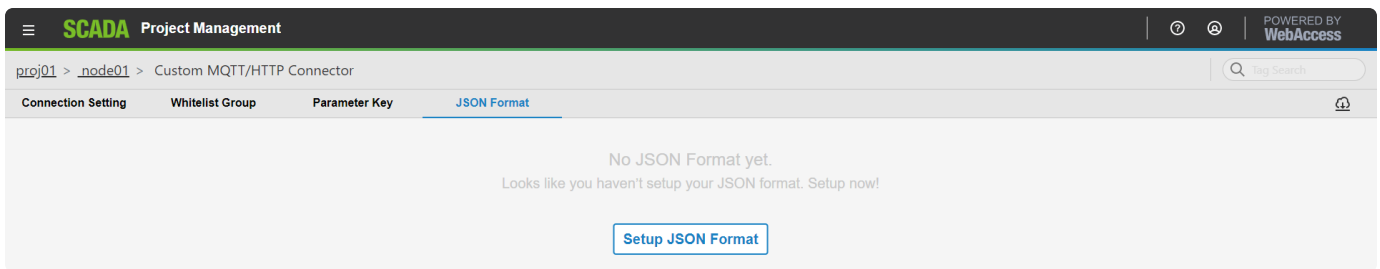 SCADA Project Management
POWERED BY
WebAccess
proj01 > _node01 > Custom MQTT/HTTP Connector
Tag Search
Connection Setting Whitelist Group Parameter Key JSON Format
No JSON Format yet.
Looks like you haven't setup your JSON format. Setup now!
Setup JSON Format